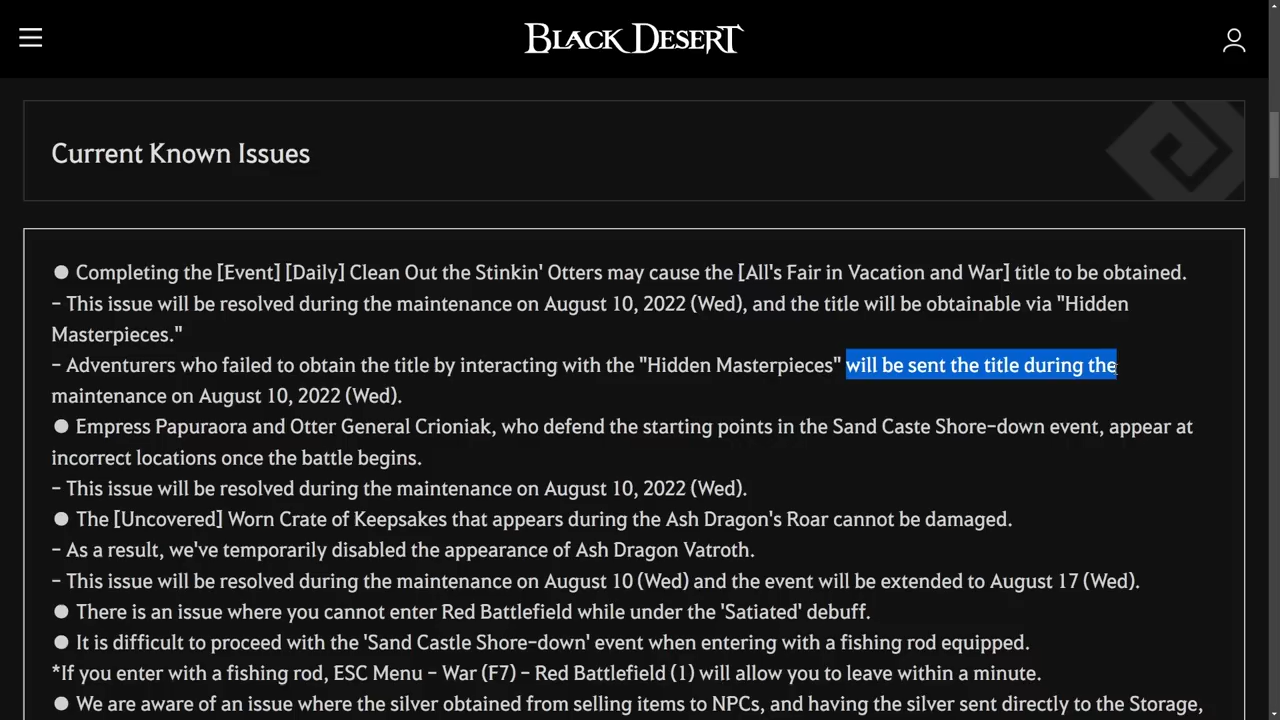 BLACK DESERT
Current Known Issues
● Completing the [Event] [Daily] Clean Out the Stinkin' Otters may cause the [All's Fair in Vacation and War] title to be obtained.
- This issue will be resolved during the maintenance on August 10, 2022 (Wed), and the title will be obtainable via "Hidden
Masterpieces."
- Adventurers who failed to obtain the title by interacting with the "Hidden Masterpieces" will be sent the title during the
maintenance on August 10, 2022 (Wed).
● Empress Papuraora and Otter General Crioniak, who defend the starting points in the Sand Caste Shore-down event, appear at
incorrect locations once the battle begins.
- This issue will be resolved during the maintenance on August 10, 2022 (Wed).
● The [Uncovered] Worn Crate of Keepsakes that appears during the Ash Dragon's Roar cannot be damaged.
- As a result, we've temporarily disabled the appearance of Ash Dragon Vatroth.
- This issue will be resolved during the maintenance on August 10 (Wed) and the event will be extended to August 17 (Wed).
● There is an issue where you cannot enter Red Battlefield while under the 'Satiated' debuff.
● It is difficult to proceed with the 'Sand Castle Shore-down' event when entering with a fishing rod equipped.
*If you enter with a fishing rod, ESC Menu - War (F7) - Red Battlefield (1) will allow you to leave within a minute.
● We are aware of an issue where the silver obtained from selling items to NPCs, and having the silver sent directly to the Storage,